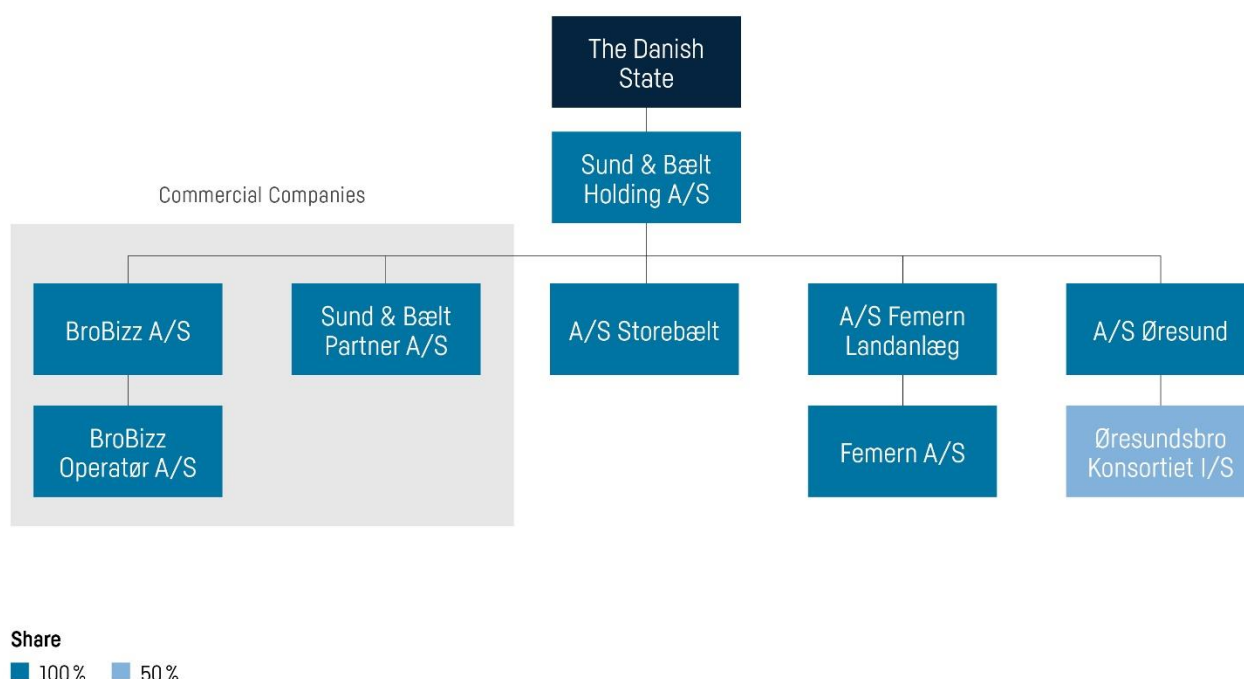 The Danish
State
Sund & Bælt
Holding A/S
Commercial Companies
BroBizz A/S
Sund & Bælt
Partner A/S
A/S Storebælt
A/S Femern
Landanlæg
A/S Øresund
BroBizz
Operatør A/S
Femern A/S
Øresundsbro
Konsortiet I/S
Share
100 %
50 %